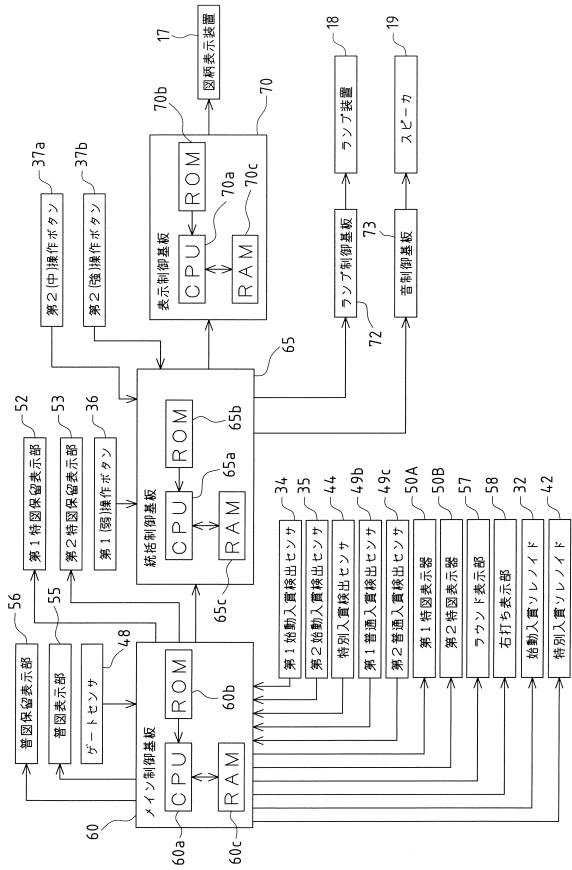 56
普図保留表示部
55
普図表示部
48
ゲートセンサ
52
第1特図保留表示部
53
第2特図保留表示部
36
第1(弱)操作ボタン
37a
第2(中)操作ボタン
37b
第2(強)操作ボタン
60
メイン制御基板
CPU
ROM
RAM
60a
60b
60c
65
統括制御基板
CPU
ROM
RAM
65a
65b
65c
70
表示制御基板
CPU
ROM
RAM
70a
70b
70c
17
図柄表示装置
72
ランプ制御基板
18
ランプ装置
73
音制御基板
19
スピーカ
第1始動入賞検出センサ
34
第2始動入賞検出センサ
35
特別入賞検出センサ
44
第1普通入賞検出センサ
49b
第2普通入賞検出センサ
49c
第1特図表示器
50A
第2特図表示器
50B
ラウンド表示部
57
右打ち表示部
58
始動入賞ソレノイド
32
特別入賞ソレノイド
42